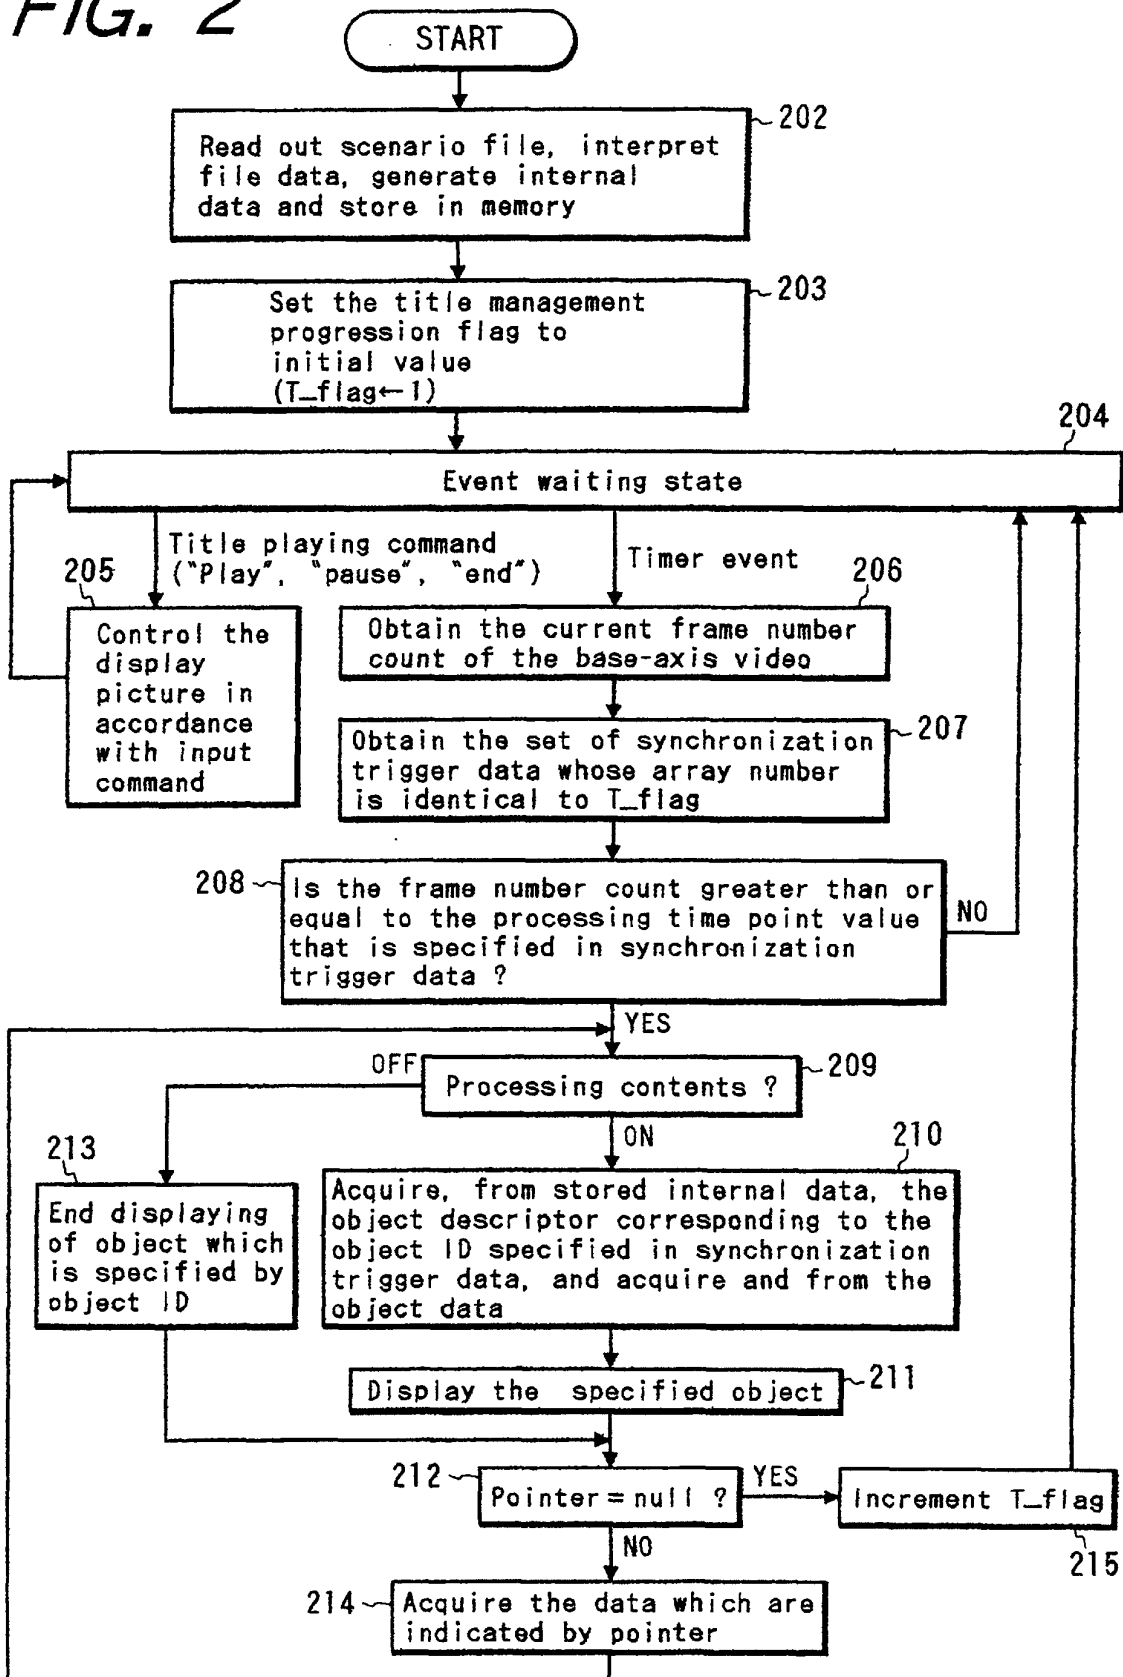 FIG. 2
START
202
Read out scenario file, interpret
file data, generate internal
data and store in memory
203
Set the title management
progression flag to
initial value
(T_flag←1)
204
Event waiting state
Title playing command
("Play", "pause", "end")
Timer event
205
Control the
display
picture in
accordance
with input
command
206
Obtain the current frame number
count of the base-axis video
207
Obtain the set of synchronization
trigger data whose array number
is identical to T_flag
208
Is the frame number count greater than or
equal to the processing time point value
that is specified in synchronization
trigger data ?
NO
YES
OFF
Processing contents ?
209
ON
213
End displaying
of object which
is specified by
object ID
210
Acquire, from stored internal data, the
object descriptor corresponding to the
object ID specified in synchronization
trigger data, and acquire and from the
object data
Display the specified object
211
212
Pointer=null ?
YES
Increment T_flag
215
NO
214
Acquire the data which are
indicated by pointer